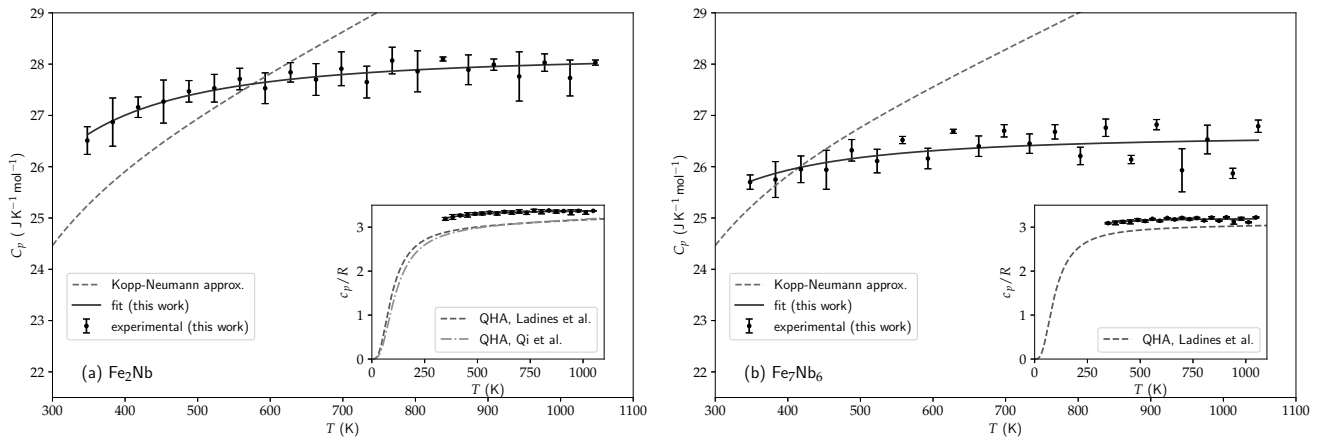 29
28
27
26
25
24
23
22
C_p ( J K⁻¹ mol⁻¹)
300 400 500 600 700 800 900 1000 1100
T (K)
Kopp-Neumann approx.
fit (this work)
experimental (this work)
(a) Fe₂Nb
3
2
1
0
c_p/R
QHA, Ladines et al.
QHA, Qi et al.
0 250 500 750 1000
T (K)
29
28
27
26
25
24
23
22
C_p ( J K⁻¹ mol⁻¹)
300 400 500 600 700 800 900 1000 1100
T (K)
Kopp-Neumann approx.
fit (this work)
experimental (this work)
(b) Fe₇Nb₆
3
2
1
0
c_p/R
QHA, Ladines et al.
0 250 500 750 1000
T (K)